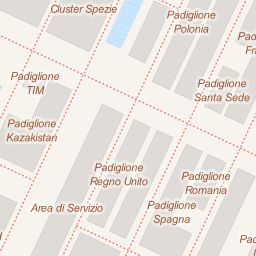 Cluster Spezie
Padiglione
Polonia
Padiglione
TIM
Padiglione
Santa Sede
Padiglione
Kazakistan
Padiglione
Regno Unito
Padiglione
Romania
Area di Servizio
Padiglione
Spagna